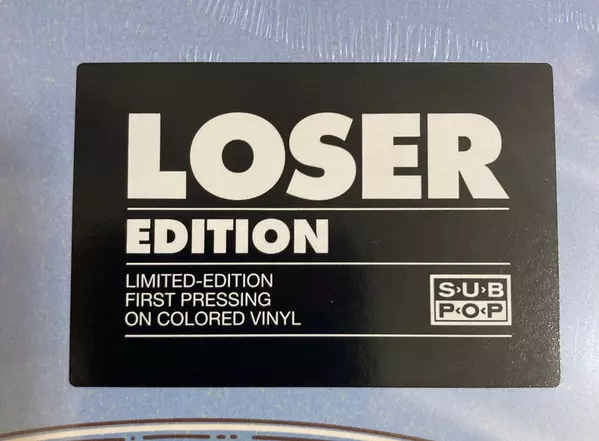 LOSER
EDITION
LIMITED-EDITION
FIRST PRESSING
ON COLORED VINYL
S›U›B
P‹O‹P